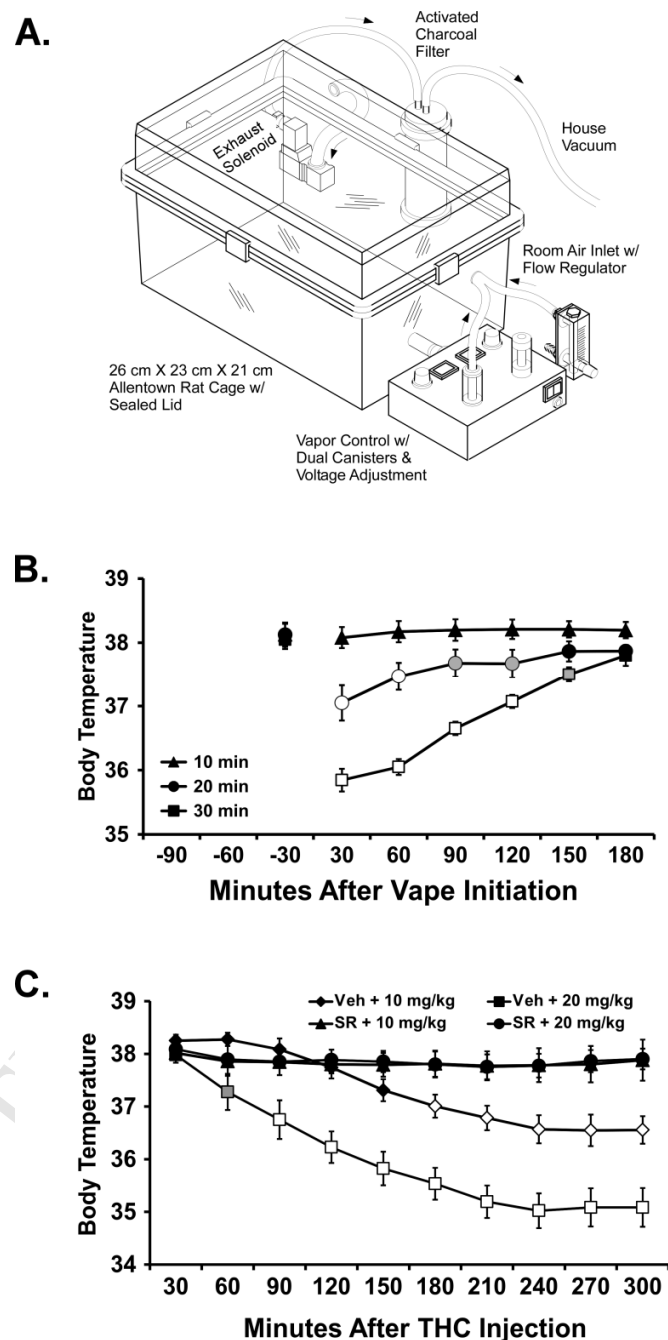 A.
Activated
Charcoal
Filter
Exhaust
Solenoid
House
Vacuum
Room Air Inlet w/
Flow Regulator
26 cm X 23 cm X 21 cm
Allentown Rat Cage w/
Sealed Lid
Vapor Control w/
Dual Canisters &
Voltage Adjustment
B.
Body Temperature
39
38
37
36
35
10 min
20 min
30 min
-90 -60 -30 30 60 90 120 150 180
Minutes After Vape Initiation
C.
Body Temperature
39
38
37
36
35
34
Veh + 10 mg/kg Veh + 20 mg/kg
SR + 10 mg/kg SR + 20 mg/kg
30 60 90 120 150 180 210 240 270 300
Minutes After THC Injection